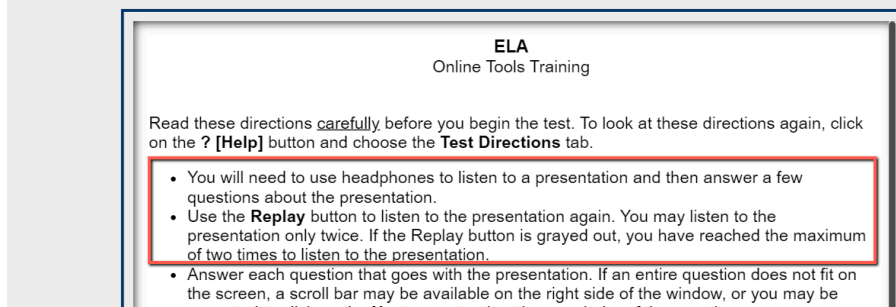 ELA
Online Tools Training
Read these directions carefully before you begin the test. To look at these directions again, click
on the ? [Help] button and choose the Test Directions tab.
• You will need to use headphones to listen to a presentation and then answer a few
questions about the presentation.
• Use the Replay button to listen to the presentation again. You may listen to the
presentation only twice. If the Replay button is grayed out, you have reached the maximum
of two times to listen to the presentation.
• Answer each question that goes with the presentation. If an entire question does not fit on
the screen, a scroll bar may be available on the right side of the window, or you may be